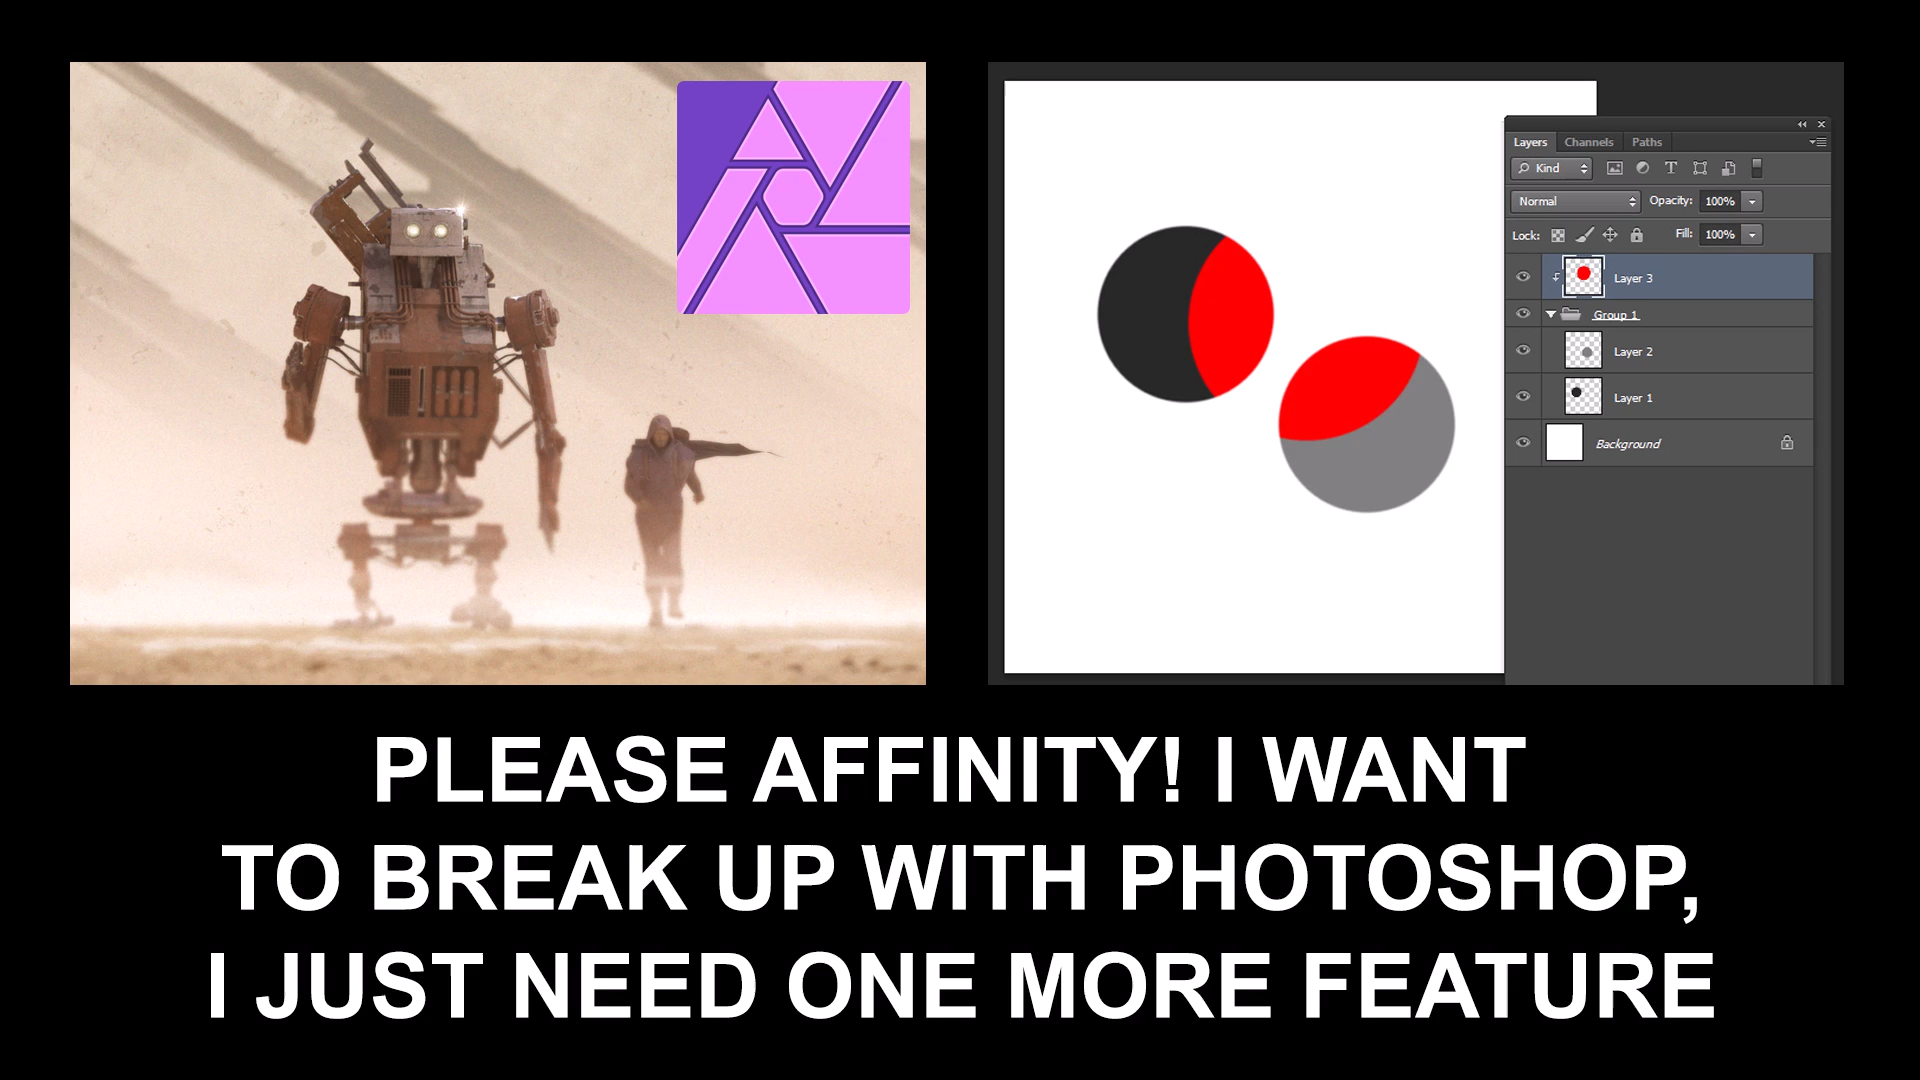 Layers Channels Paths
Kind
Normal Opacity: 100%
Lock: Fill: 100%
Layer 3
Group 1
Layer 2
Layer 1
Background
PLEASE AFFINITY! I WANT
TO BREAK UP WITH PHOTOSHOP,
I JUST NEED ONE MORE FEATURE